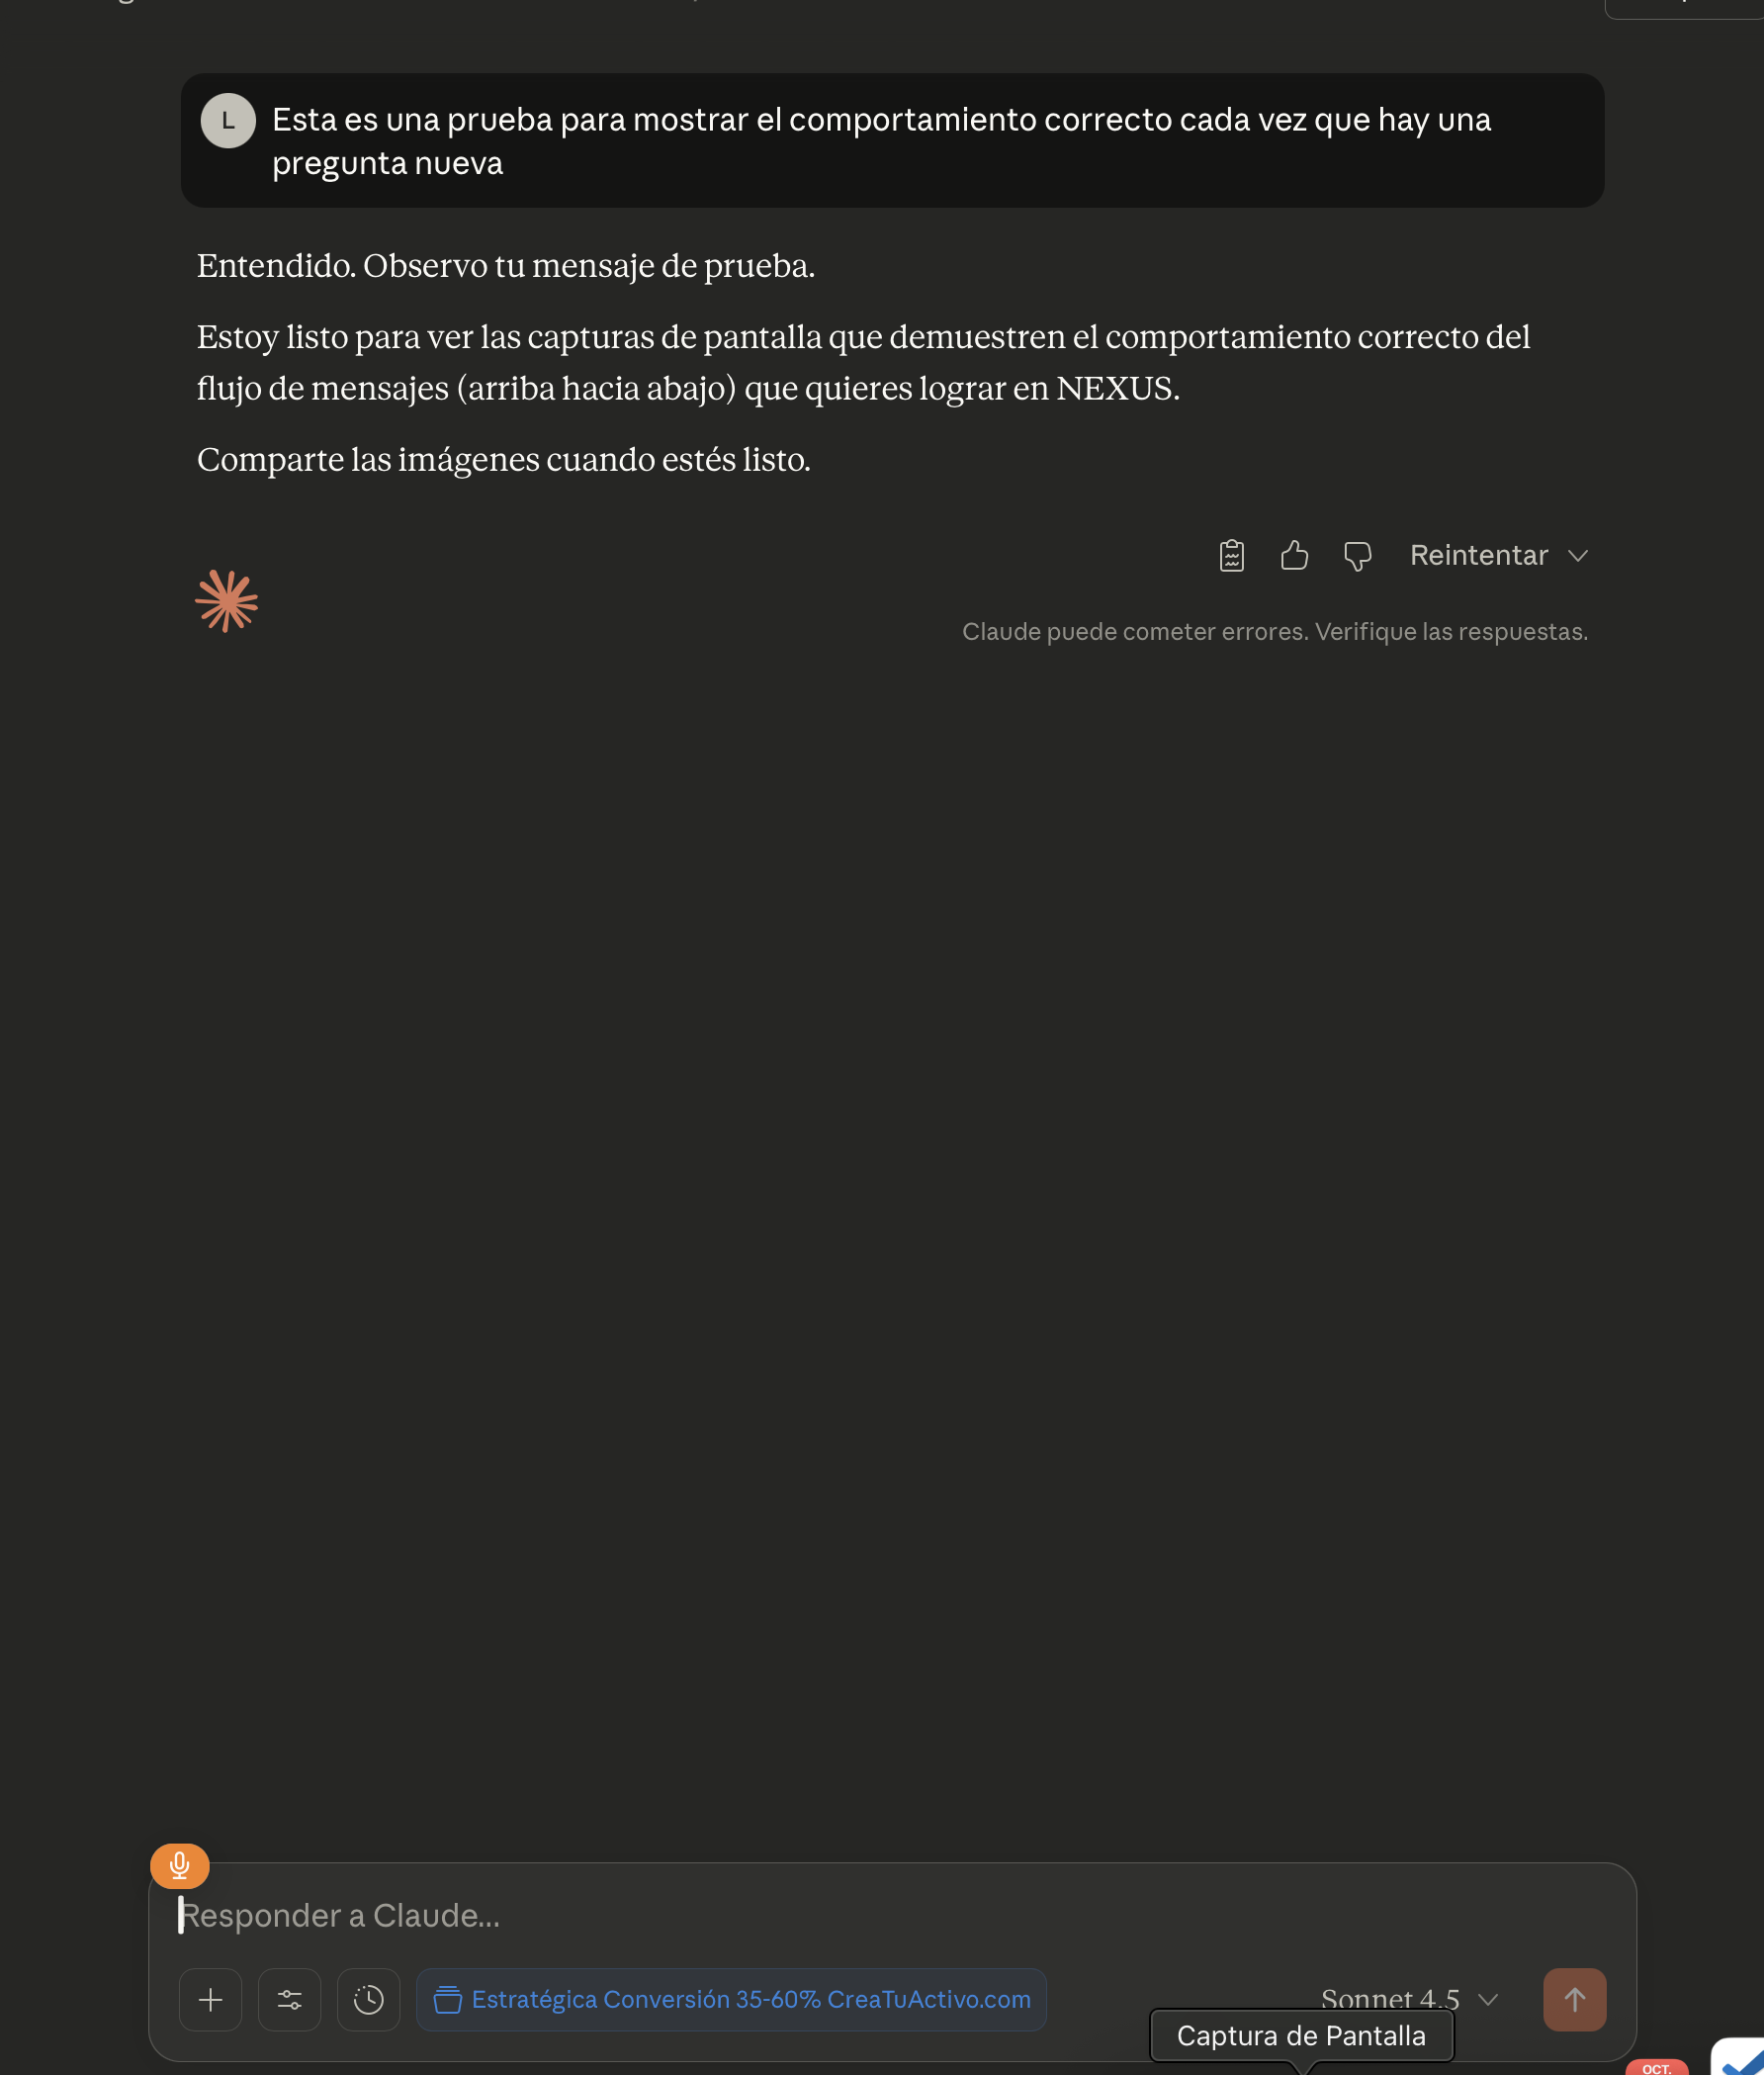 L
Esta es una prueba para mostrar el comportamiento correcto cada vez que hay una
pregunta nueva
Entendido. Observo tu mensaje de prueba.
Estoy listo para ver las capturas de pantalla que demuestren el comportamiento correcto del
flujo de mensajes (arriba hacia abajo) que quieres lograr en NEXUS.
Comparte las imágenes cuando estés listo.
Reintentar
Claude puede cometer errores. Verifique las respuestas.
Responder a Claude...
Estratégica Conversión 35-60% CreaTuActivo.com
Sonnet 4.5
Captura de Pantalla
OCT.